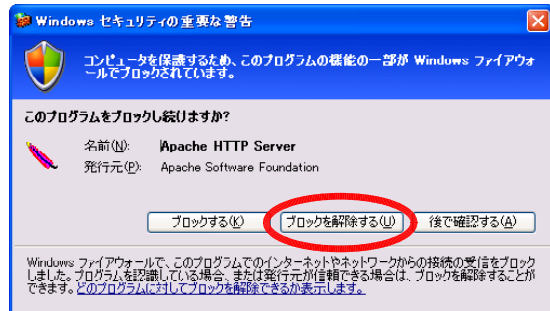 Windows セキュリティの重要な警告
コンピュータを保護するため、このプログラムの機能の一部が Windows ファイアウォ
ールでブロックされています。
このプログラムをブロックし続けますか?
名前(N): Apache HTTP Server
発行元(P): Apache Software Foundation
ブロックする(K) ブロックを解除する(U) 後で確認する(A)
Windows ファイアウォールで、このプログラムでのインターネットやネットワークからの接続の受信をブロック
しました。プログラムを認識している場合、または発行元が信頼できる場合は、ブロックを解除することが
できます。どのプログラムに対してブロックを解除できるか表示します。